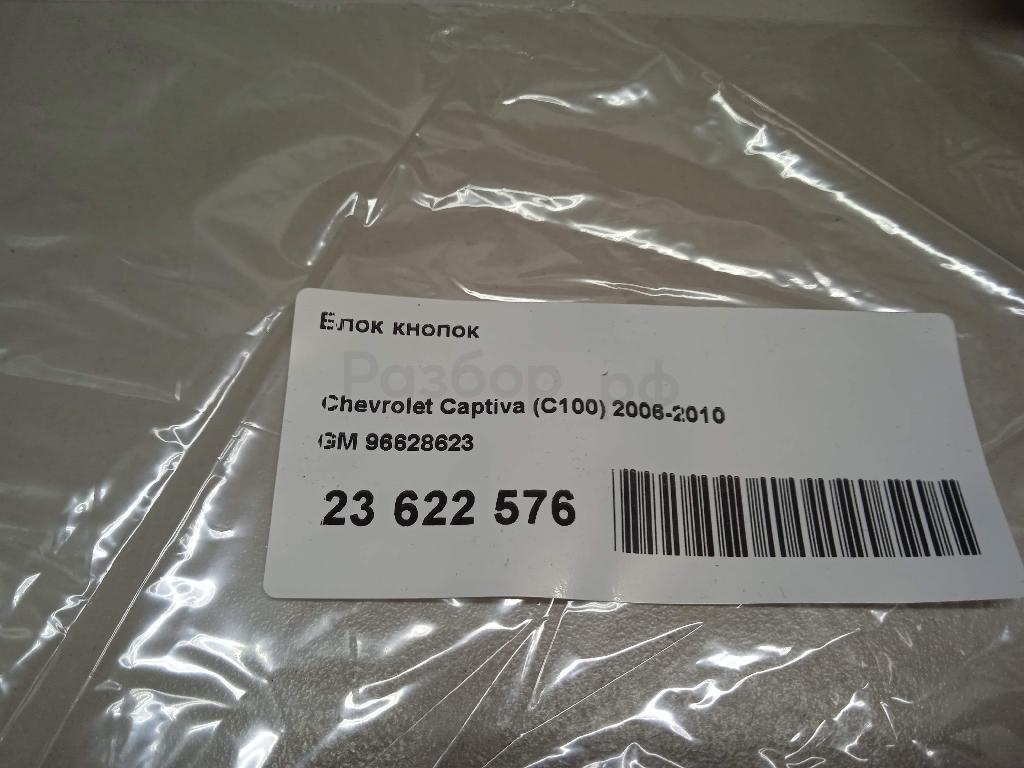 Блок кнопок
Разбор.рф
Chevrolet Captiva (C100) 2006-2010
GM 96628623
23 622 576